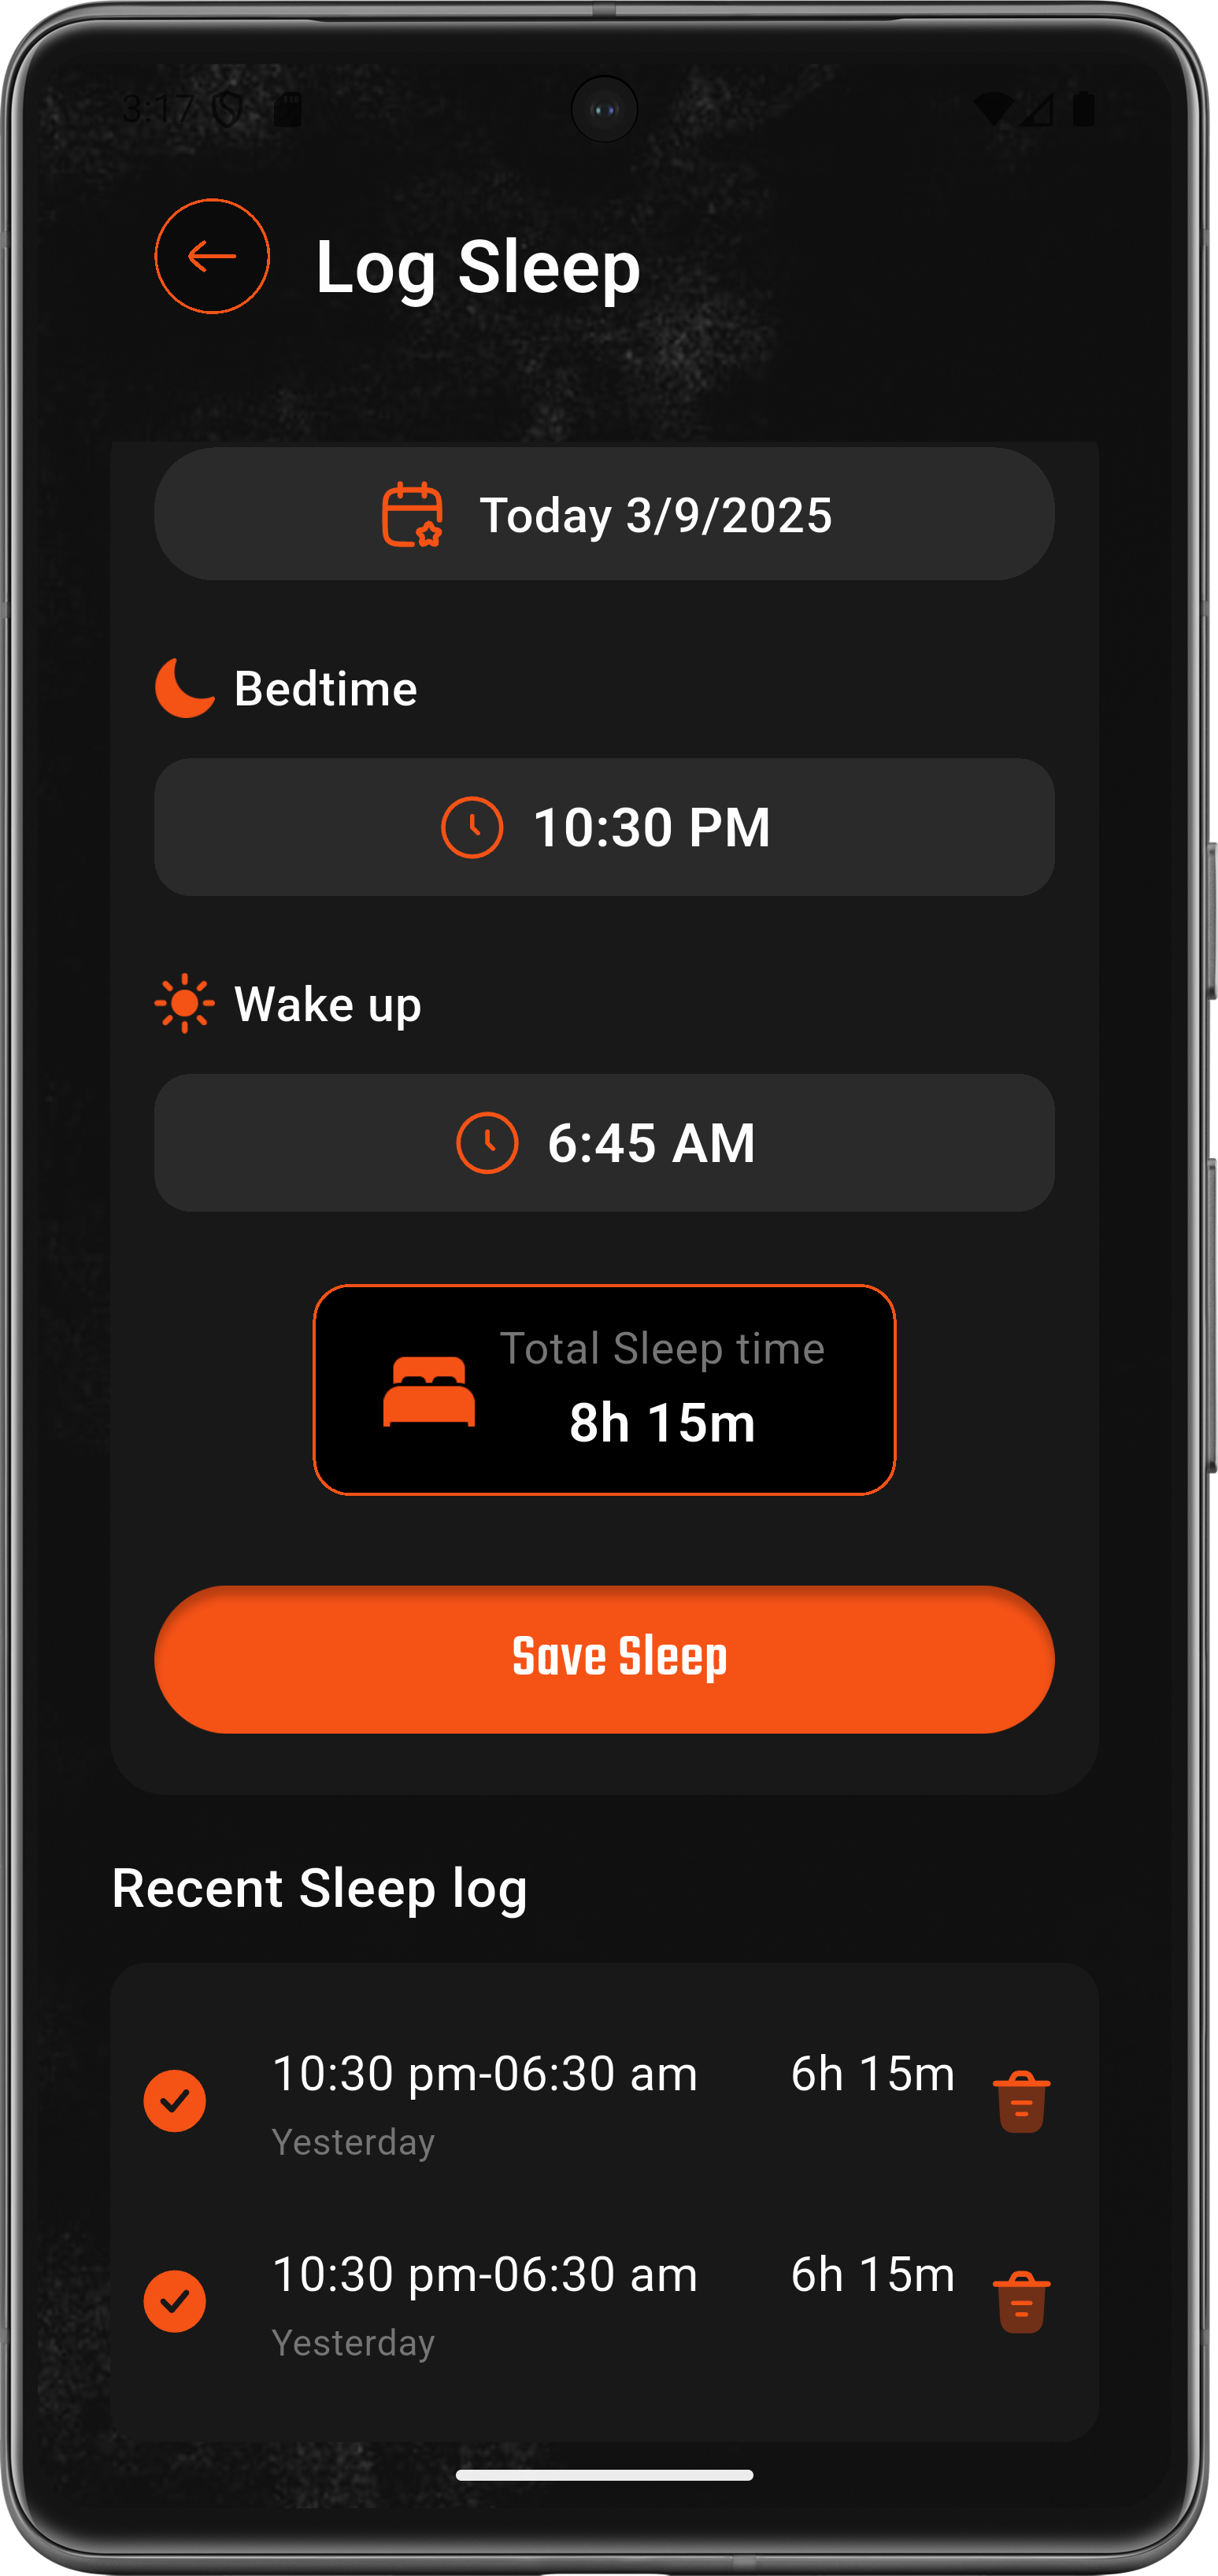 3:17
Log Sleep
Today 3/9/2025
Bedtime
10:30 PM
Wake up
6:45 AM
Total Sleep time
8h 15m
Save Sleep
Recent Sleep log
10:30 pm-06:30 am 6h 15m
Yesterday
10:30 pm-06:30 am 6h 15m
Yesterday